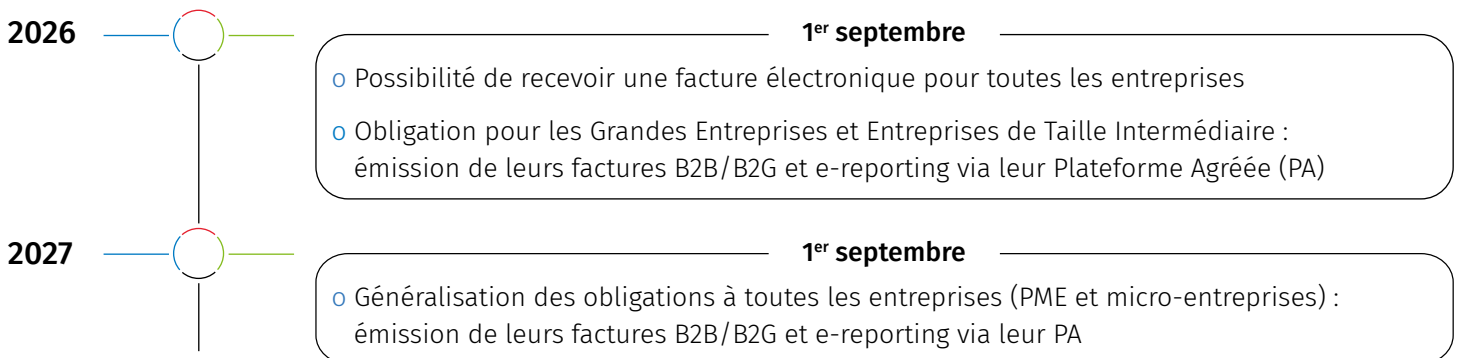 2026
1er septembre
o Possibilité de recevoir une facture électronique pour toutes les entreprises
o Obligation pour les Grandes Entreprises et Entreprises de Taille Intermédiaire :
émission de leurs factures B2B/B2G et e-reporting via leur Plateforme Agréée (PA)
2027
1er septembre
o Généralisation des obligations à toutes les entreprises (PME et micro-entreprises) :
émission de leurs factures B2B/B2G et e-reporting via leur PA